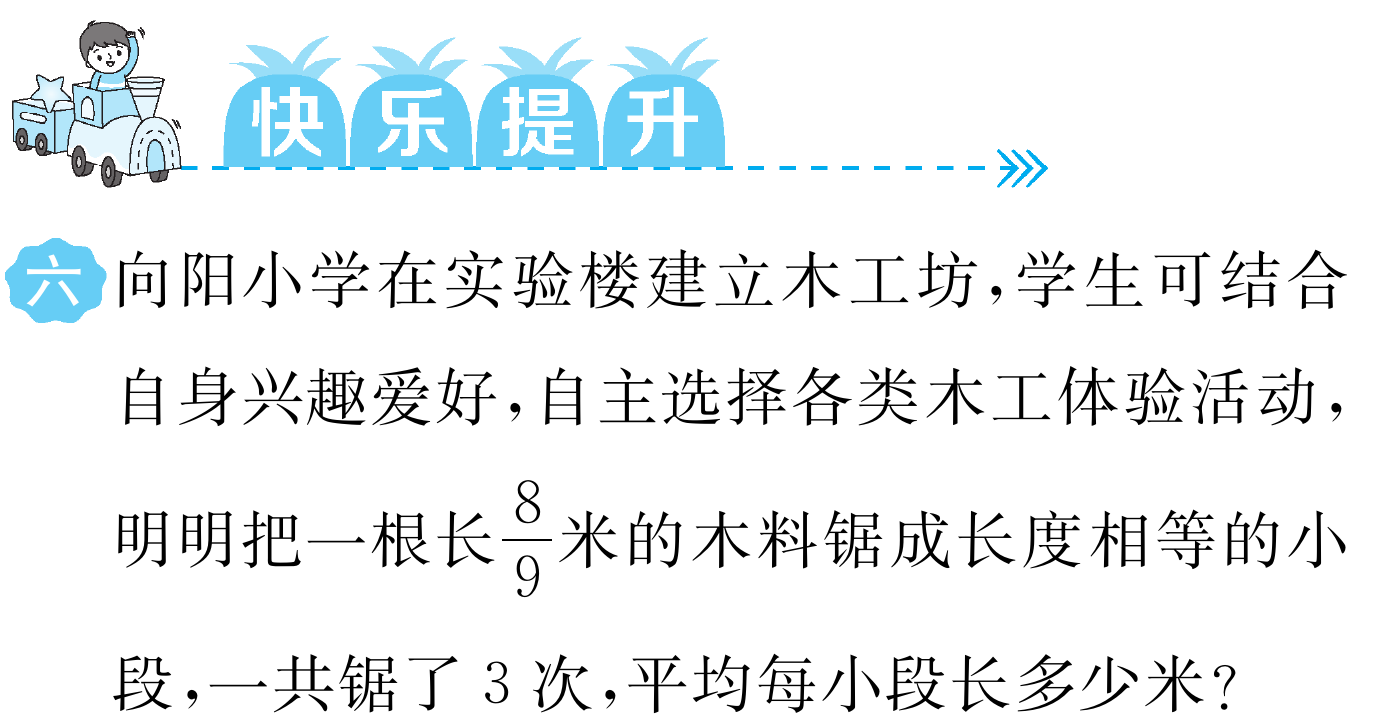 快乐提升
六 向阳小学在实验楼建立木工坊,学生可结合
自身兴趣爱好,自主选择各类木工体验活动,
明明把一根长8/9米的木料锯成长度相等的小
段,一共锯了3次,平均每小段长多少米?